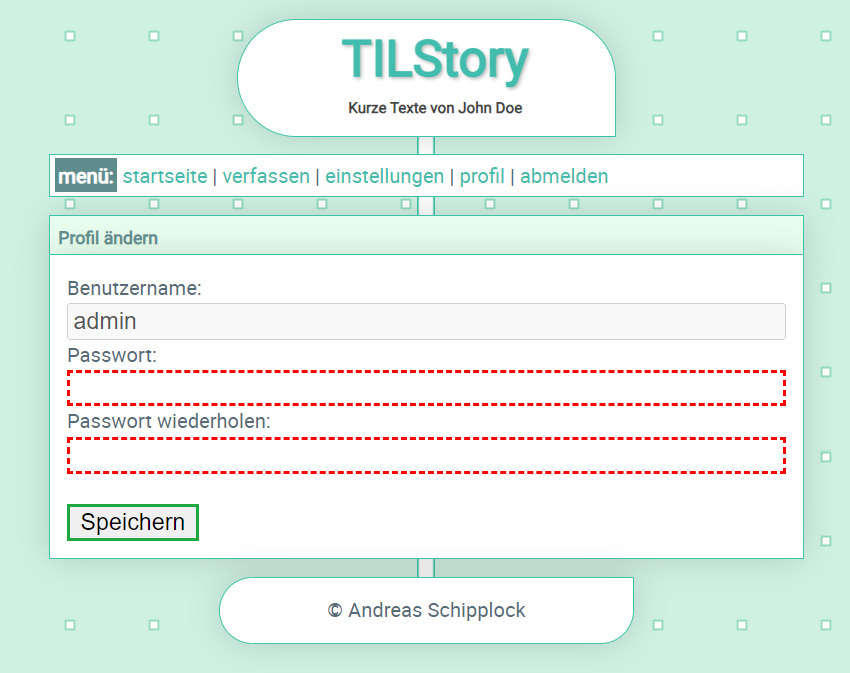 TILStory
Kurze Texte von John Doe
menü: startseite | verfassen | einstellungen | profil | abmelden
Profil ändern
Benutzername:
admin
Passwort:
Passwort wiederholen:
Speichern
© Andreas Schipplock